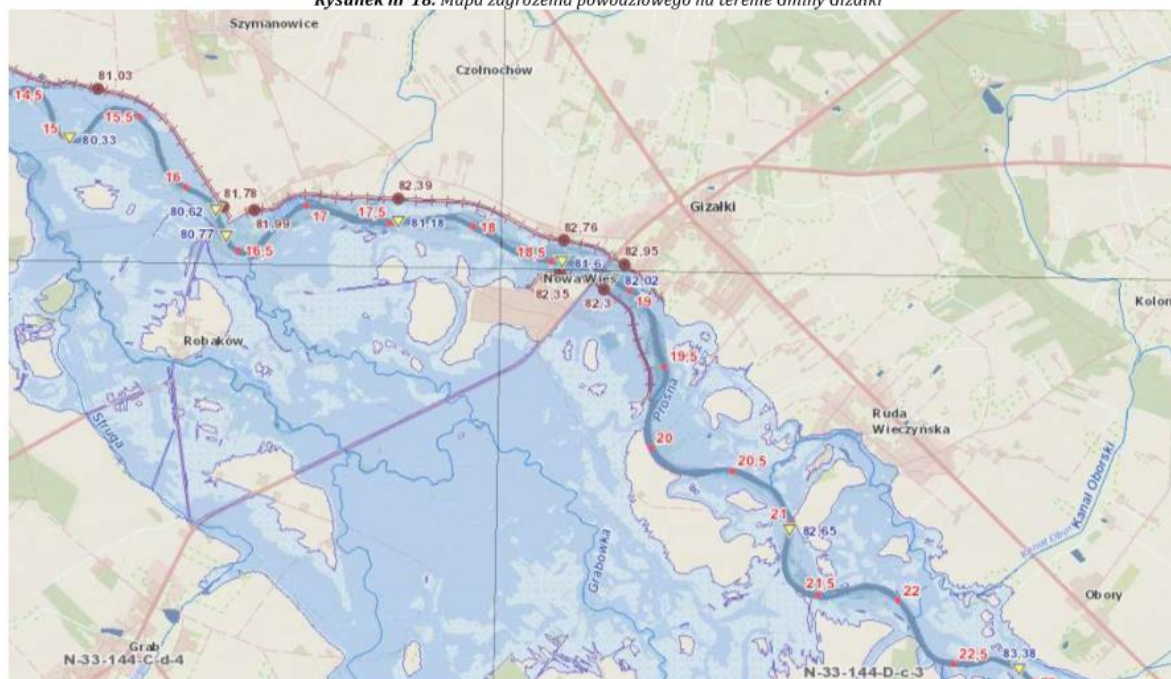 Rysunek nr 18. Mapa zagrożenia powodziowego na terenie Gminy Gizałki
Szymanowice
Czołnochów
81,03
14,5
15
80,33
15,5
16
81,78
82,39
80,62
81,99
17
17,5
81,18
18
80,77
16,5
Gizałki
82,76
82,95
18,5
81,6
Nowa Wieś
82,02
82,35
82,3
19
Kolon
Robaków
19,5
Prosna
Struga
Ruda
Wieczyńska
20
20,5
21
82,65
Kanał Oborski
Kanał Obo
Grabówka
21,5
22
Obory
Grab
N-33-144-C-d-4
22,5
83,38
N-33-144-D-c-3